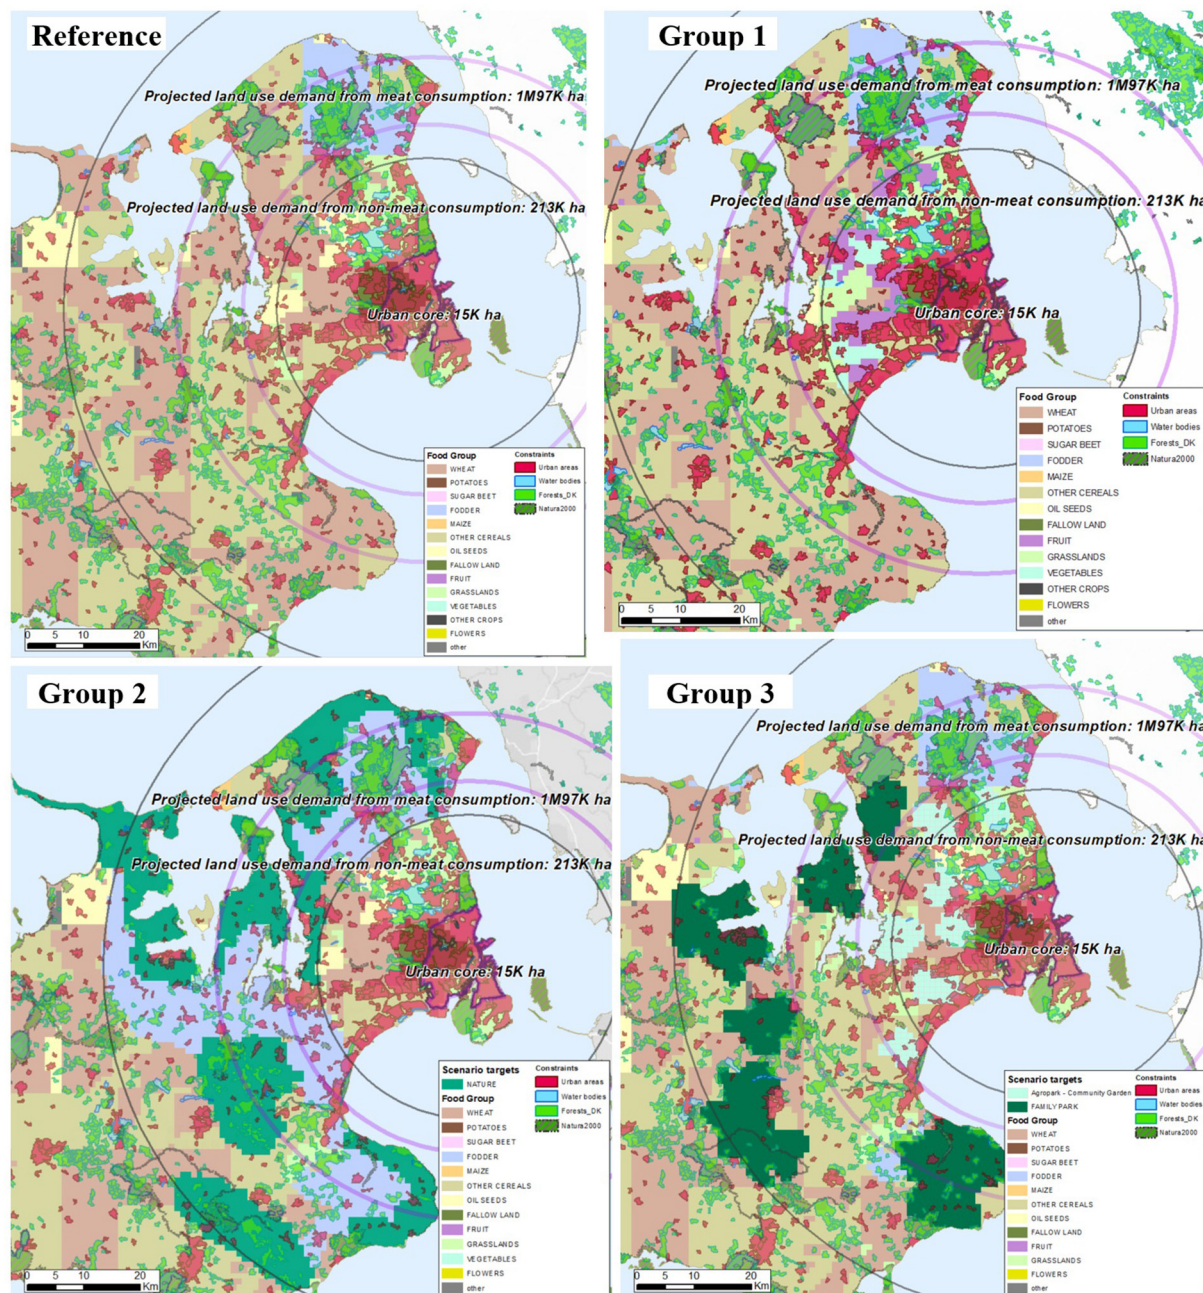 Reference
Projected land use demand from meat consumption: 1M97K ha
Projected land use demand from non-meat consumption: 213K ha
Urban core: 15K ha
Food Group
WHEAT
POTATOES
SUGAR BEET
FODDER
MAIZE
OTHER CEREALS
OIL SEEDS
FALLOW LAND
FRUIT
GRASSLANDS
VEGETABLES
OTHER CROPS
FLOWERS
other
Constraints
Urban areas
Water bodies
Forests_DK
Natura2000
0 5 10 20
Km
Group 1
Projected land use demand from meat consumption: 1M97K ha
Projected land use demand from non-meat consumption: 213K ha
Urban core: 15K ha
Food Group
WHEAT
POTATOES
SUGAR BEET
FODDER
MAIZE
OTHER CEREALS
OIL SEEDS
FALLOW LAND
FRUIT
GRASSLANDS
VEGETABLES
OTHER CROPS
FLOWERS
other
Constraints
Urban areas
Water bodies
Forests_DK
Natura2000
0 5 10 20
Km
Group 2
Projected land use demand from meat consumption: 1M97K ha
Projected land use demand from non-meat consumption: 213K
Urban core: 15K ha
Scenario targets
NATURE
Food Group
WHEAT
POTATOES
SUGAR BEET
FODDER
MAIZE
OTHER CEREALS
OIL SEEDS
FALLOW LAND
FRUIT
GRASSLANDS
VEGETABLES
FLOWERS
other
Constraints
Urban areas
Water bodies
Forests_DK
Natura2000
0 5 10 20
Km
Group 3
Projected land use demand from meat consumption: 1M97K ha
Projected land use demand from non-meat consumption: 213K ha
Urban core: 15K ha
Scenario targets
Agropark - Community Garden
FAMILY PARK
Food Group
WHEAT
POTATOES
SUGAR BEET
FODDER
MAIZE
OTHER CEREALS
OIL SEEDS
FALLOW LAND
FRUIT
GRASSLANDS
FLOWERS
Constraints
Urban areas
Water bodies
Forests_DK
Natura2000
0 5 10 20
Km